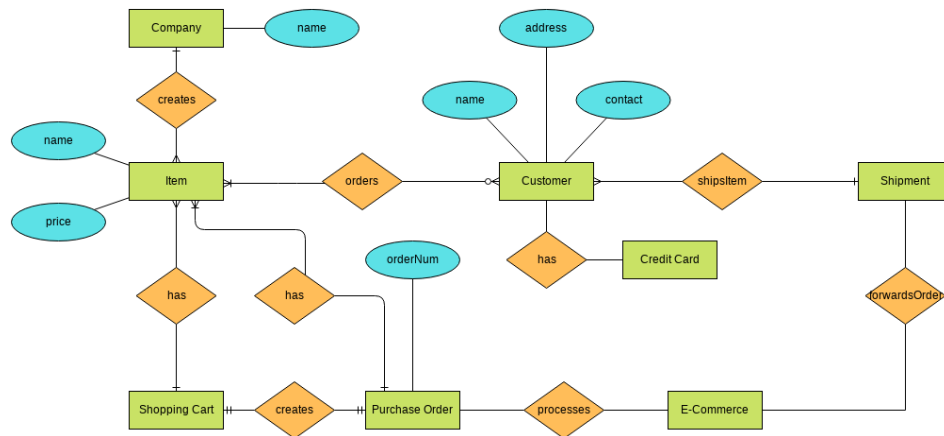 Company
name
address
creates
name
contact
name
Item
orders
Customer
shipsItem
Shipment
price
orderNum
has
Credit Card
has
has
forwardsOrder
Shopping Cart
creates
Purchase Order
processes
E-Commerce